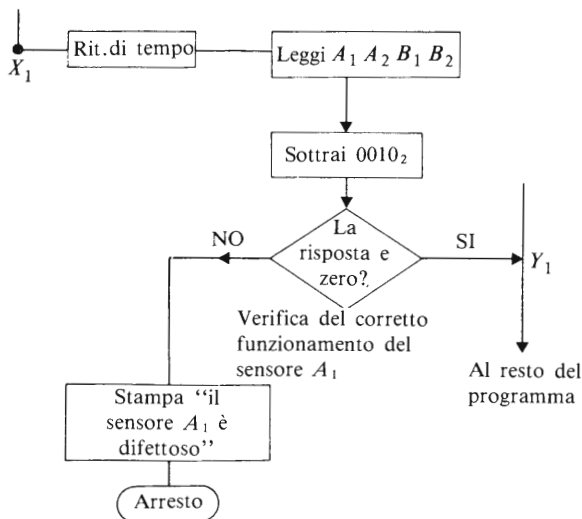 X₁
Rit. di tempo
Leggi A₁ A₂ B₁ B₂
Sottrai 0010₂
La
risposta e
zero?
NO
SI
Y₁
Verifica del corretto
funzionamento del
sensore A₁
Al resto del
programma
Stampa “il
sensore A₁ è
difettoso”
Arresto